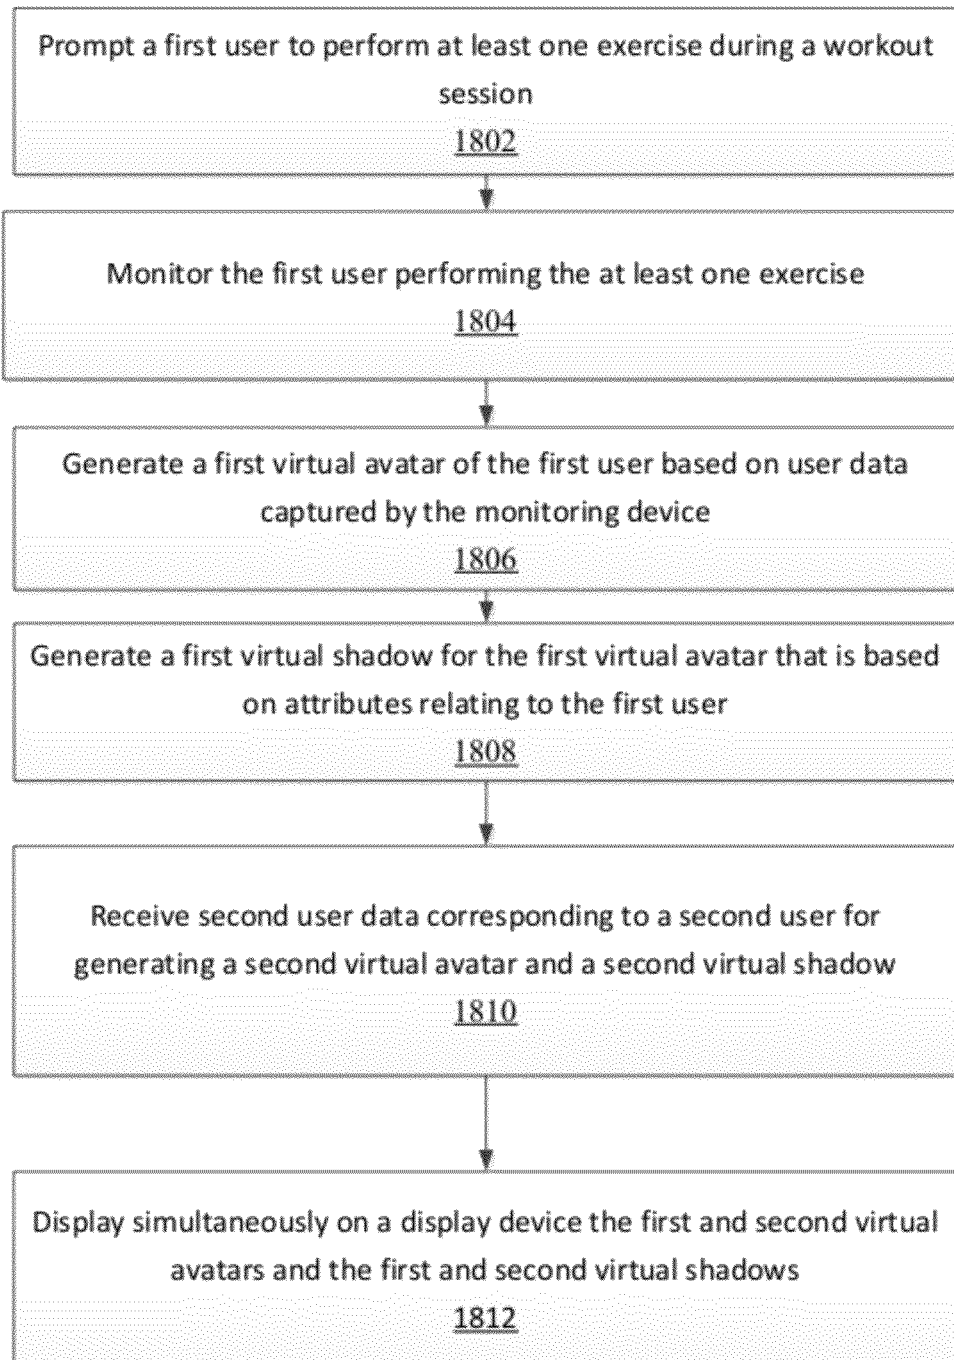 Prompt a first user to perform at least one exercise during a workout
session
1802
Monitor the first user performing the at least one exercise
1804
Generate a first virtual avatar of the first user based on user data
captured by the monitoring device
1806
Generate a first virtual shadow for the first virtual avatar that is based
on attributes relating to the first user
1808
Receive second user data corresponding to a second user for
generating a second virtual avatar and a second virtual shadow
1810
Display simultaneously on a display device the first and second virtual
avatars and the first and second virtual shadows
1812